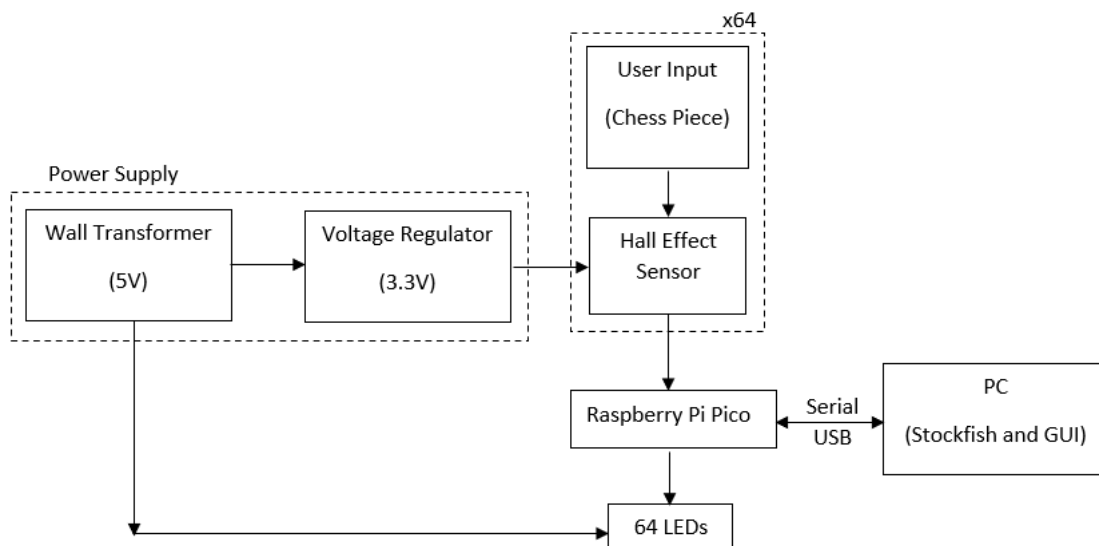 x64
User Input
(Chess Piece)
Power Supply
Wall Transformer
(5V)
Voltage Regulator
(3.3V)
Hall Effect
Sensor
Raspberry Pi Pico
Serial
USB
PC
(Stockfish and GUI)
64 LEDs